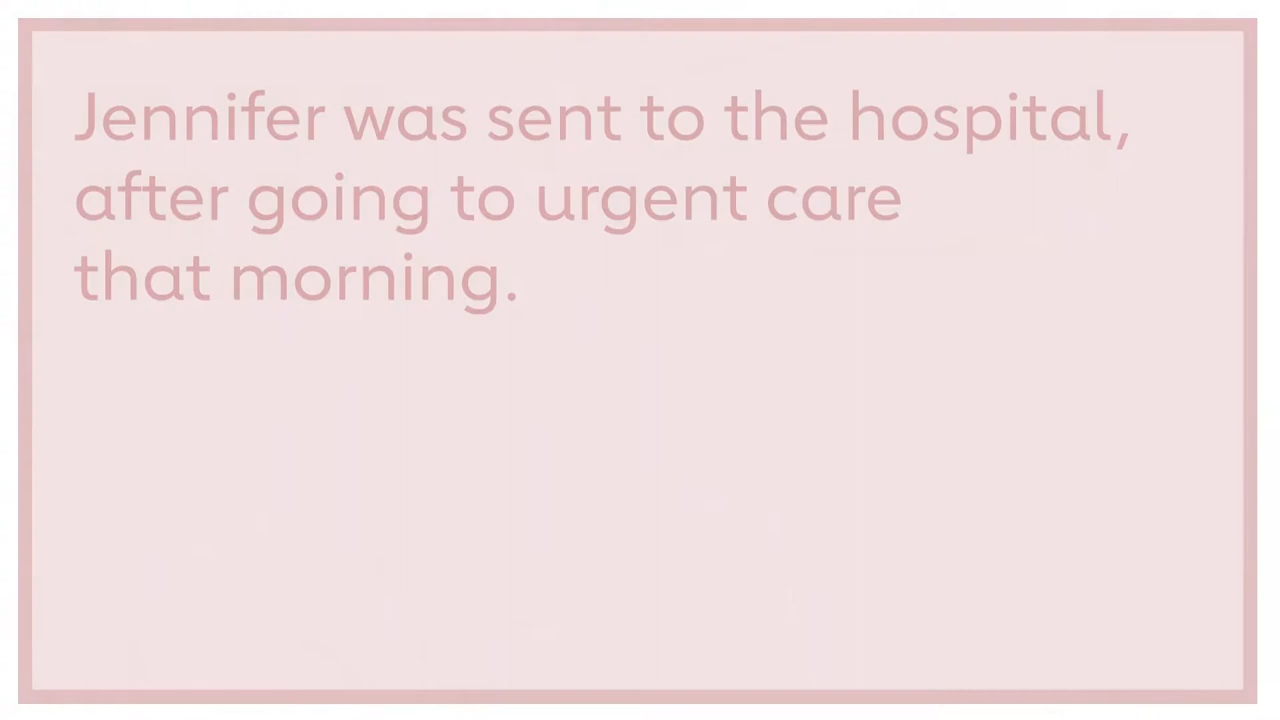 Jennifer was sent to the hospital,
after going to urgent care
that morning.